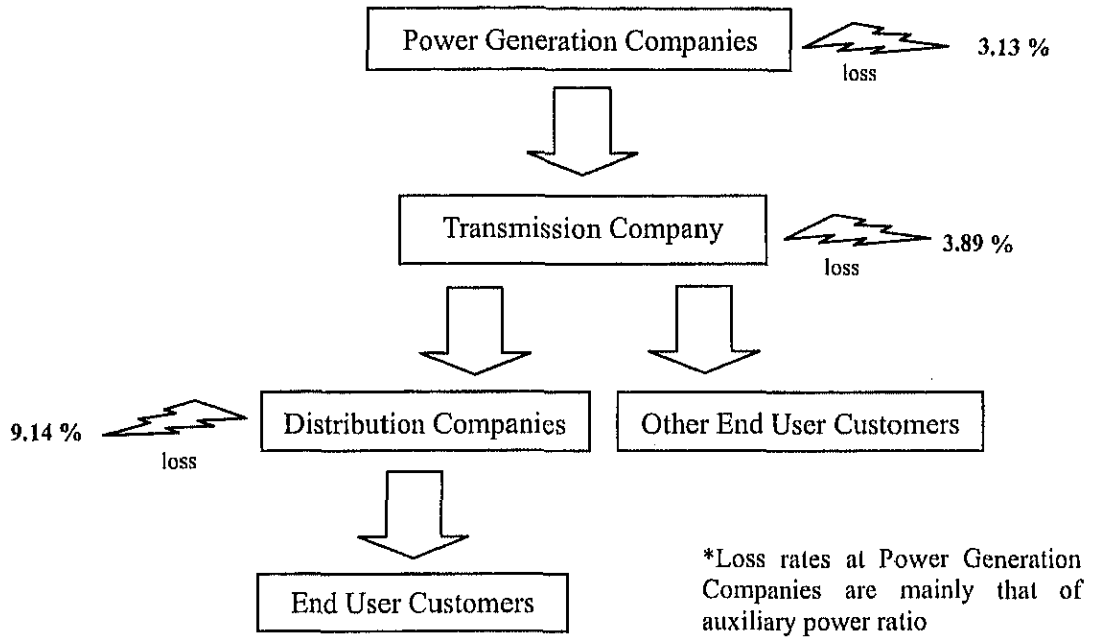 Power Generation Companies
3.13 %
loss
Transmission Company
3.89 %
loss
9.14 %
loss
Distribution Companies
Other End User Customers
End User Customers
*Loss rates at Power Generation
Companies are mainly that of
auxiliary power ratio